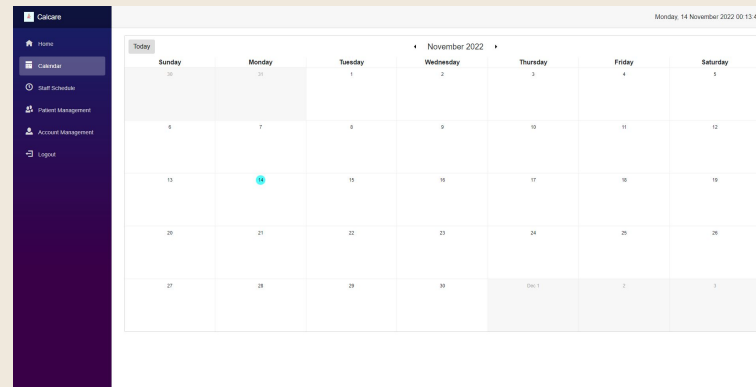 Calcare
Monday, 14 November 2022 00:13:4
Home
Calendar
Staff Schedule
Patient Management
Account Management
Logout
Today
November 2022
Sunday Monday Tuesday Wednesday Thursday Friday Saturday
30 31 1 2 3 4 5
6 7 8 9 10 11 12
13 14 15 16 17 18 19
20 21 22 23 24 25 26
27 28 29 30 Dec 1 2 3